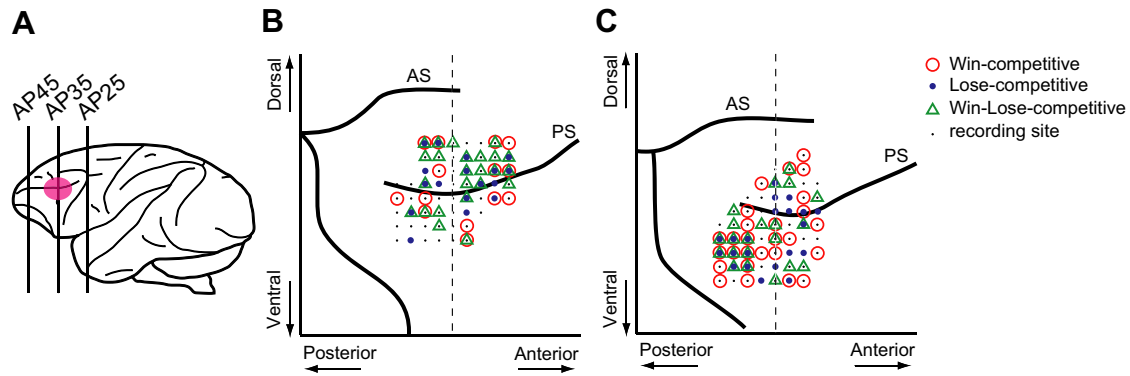 A
AP45
AP35
AP25
B
Dorsal
Ventral
AS
PS
Posterior
Anterior
C
Dorsal
Ventral
AS
PS
Posterior
Anterior
Win-competitive
Lose-competitive
Win-Lose-competitive
recording site